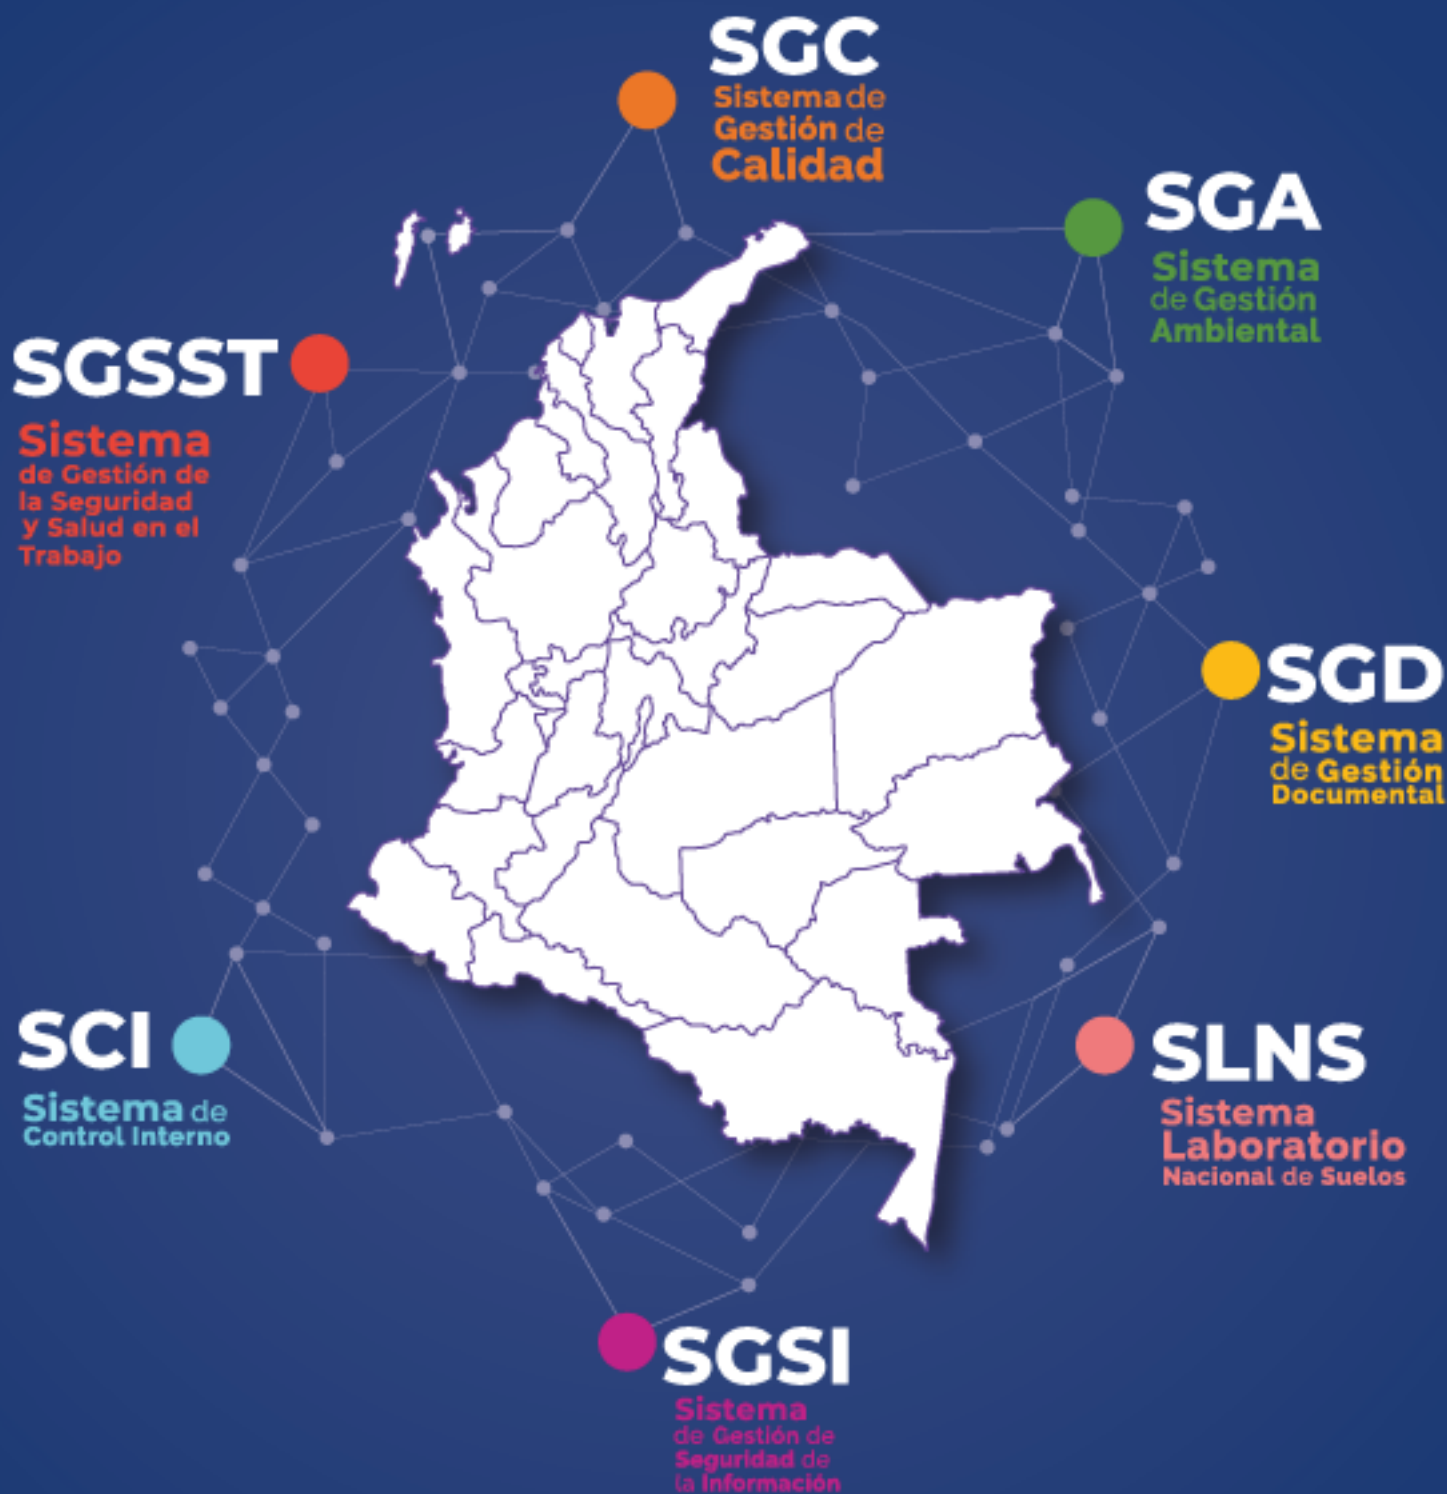 SGC
Sistema de
Gestión de
Calidad
SGA
Sistema
de Gestión
Ambiental
SGSST
Sistema
de Gestión de
la Seguridad
y Salud en el
Trabajo
SGD
Sistema
de Gestión
Documental
SCI
Sistema de
Control Interno
SLNS
Sistema
Laboratorio
Nacional de Suelos
SGSI
Sistema
de Gestión de
Seguridad de
la Información